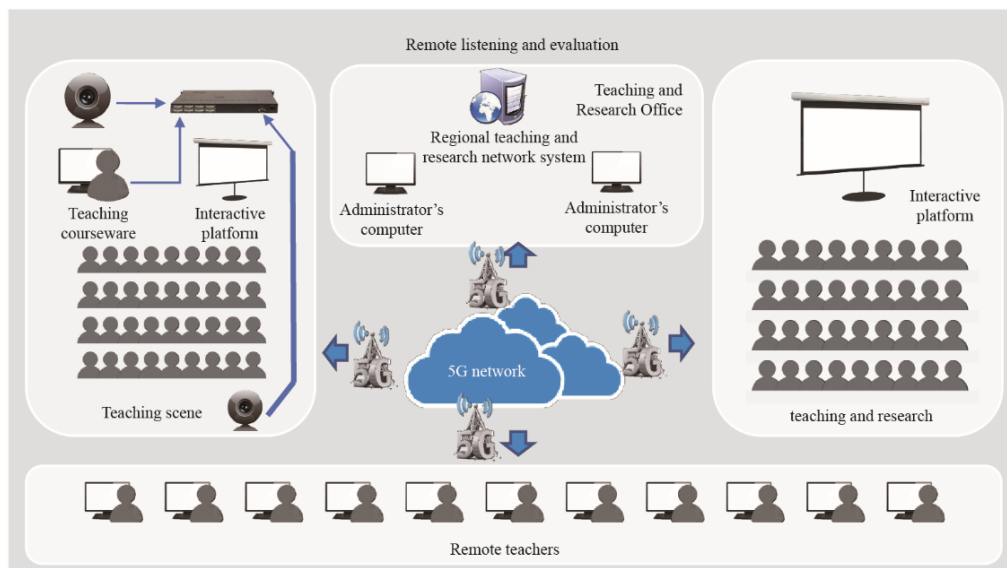 Remote listening and evaluation
Teaching and
Research Office
Regional teaching and
research network system
Administrator's
computer
Administrator's
computer
Teaching
courseware
Interactive
platform
Teaching scene
Interactive
platform
teaching and research
5G
5G
5G
5G
5G network
Remote teachers